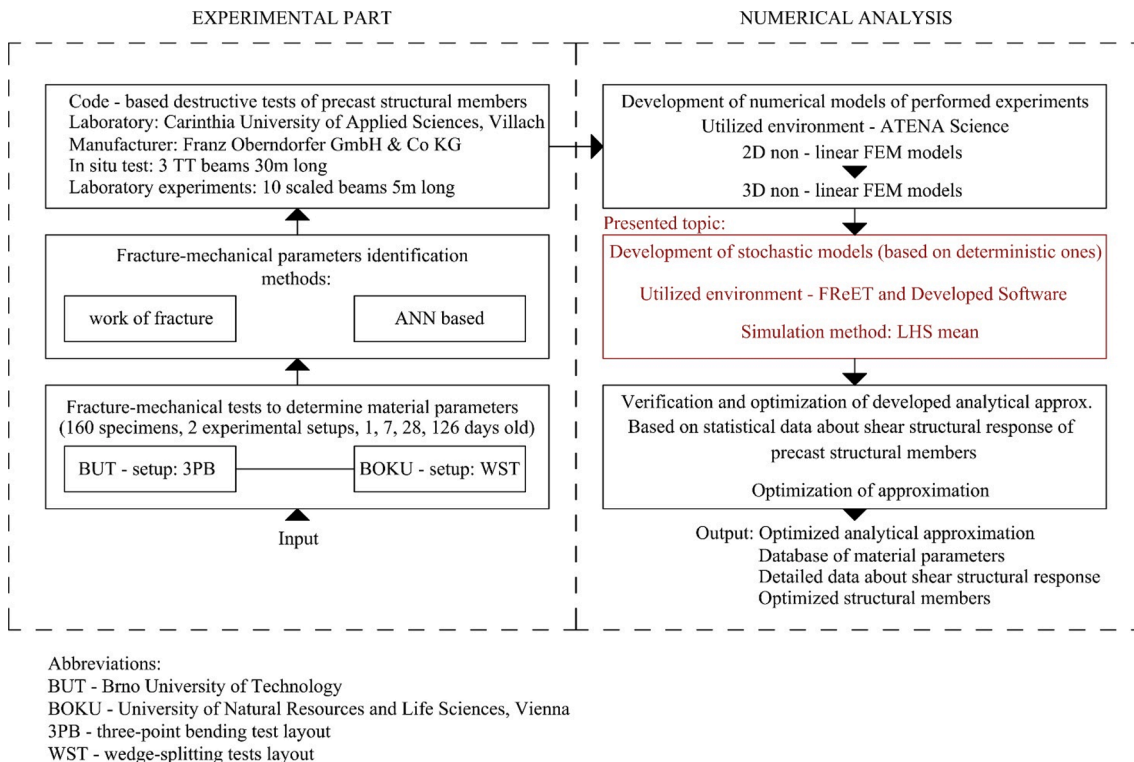 EXPERIMENTAL PART
Code - based destructive tests of precast structural members
Laboratory: Carinthia University of Applied Sciences, Villach
Manufacturer: Franz Oberndorfer GmbH & Co KG
In situ test: 3 TT beams 30m long
Laboratory experiments: 10 scaled beams 5m long
Fracture-mechanical parameters identification
methods:
work of fracture
ANN based
Fracture-mechanical tests to determine material parameters
(160 specimens, 2 experimental setups, 1, 7, 28, 126 days old)
BUT - setup: 3PB
BOKU - setup: WST
Input
NUMERICAL ANALYSIS
Development of numerical models of performed experiments
Utilized environment - ATENA Science
2D non - linear FEM models
3D non - linear FEM models
Presented topic:
Development of stochastic models (based on deterministic ones)
Utilized environment - FReET and Developed Software
Simulation method: LHS mean
Verification and optimization of developed analytical approx.
Based on statistical data about shear structural response of
precast structural members
Optimization of approximation
Output: Optimized analytical approximation
Database of material parameters
Detailed data about shear structural response
Optimized structural members
Abbreviations:
BUT - Brno University of Technology
BOKU - University of Natural Resources and Life Sciences, Vienna
3PB - three-point bending test layout
WST - wedge-splitting tests layout